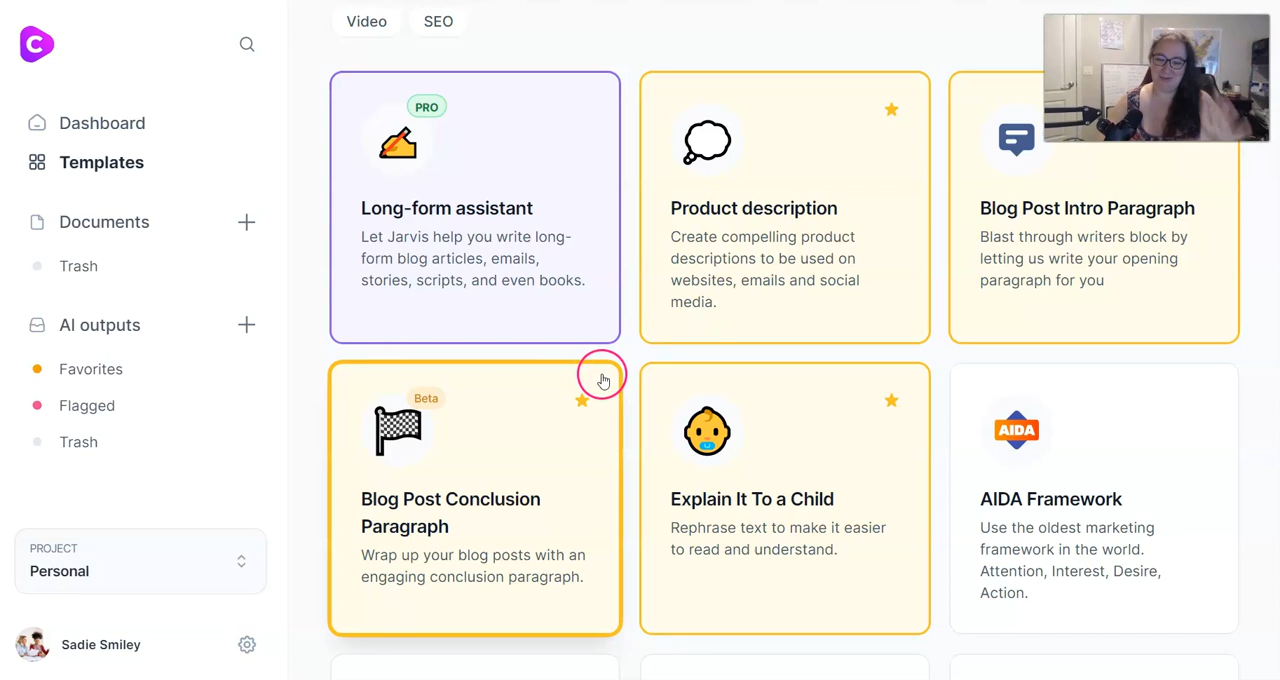 C
Dashboard
Templates
Documents
Trash
AI outputs
Favorites
Flagged
Trash
PROJECT
Personal
Sadie Smiley
Video
SEO
PRO
Long-form assistant
Let Jarvis help you write long-
form blog articles, emails,
stories, scripts, and even books.
Product description
Create compelling product
descriptions to be used on
websites, emails and social
media.
Blog Post Intro Paragraph
Blast through writers block by
letting us write your opening
paragraph for you
Beta
Blog Post Conclusion
Paragraph
Wrap up your blog posts with an
engaging conclusion paragraph.
Explain It To a Child
Rephrase text to make it easier
to read and understand.
AIDA
AIDA Framework
Use the oldest marketing
framework in the world.
Attention, Interest, Desire,
Action.